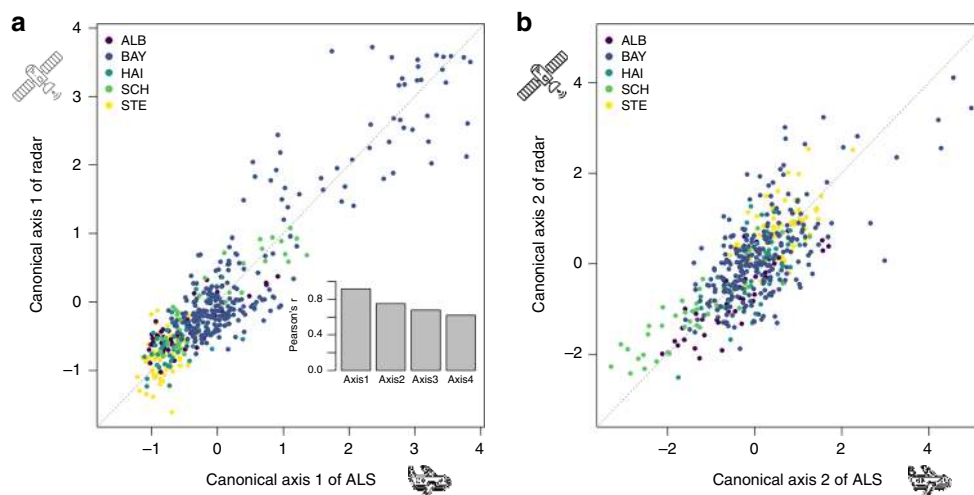 a
ALB
BAY
HAI
SCH
STE
4
3
2
1
0
−1
Canonical axis 1 of radar
−1 0 1 2 3 4
Canonical axis 1 of ALS
Pearson's r
0.8
0.4
0.0
Axis1 Axis2 Axis3 Axis4
b
ALB
BAY
HAI
SCH
STE
4
2
0
−2
Canonical axis 2 of radar
−2 0 2 4
Canonical axis 2 of ALS